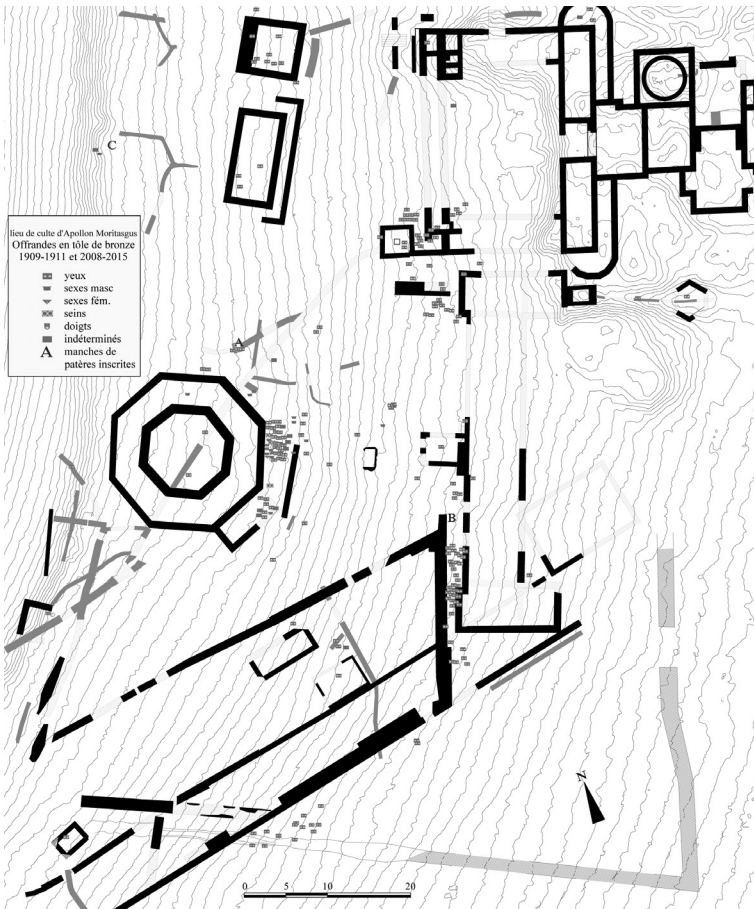 C
lieu de culte d'Apollon Moritasgus
Offrandes en tôle de bronze
1909-1911 et 2008-2015
yeux
sexes masc
sexes fém.
seins
doigts
indéterminés
A manches de
patères inscrites
A
B
N
0 5 10 20